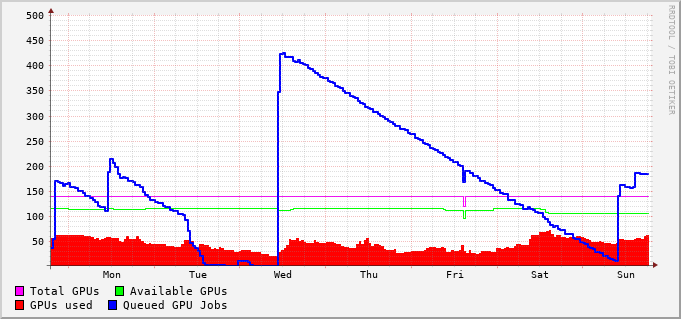 500
450
400
350
300
250
200
150
100
50
Mon Tue Wed Thu Fri Sat Sun
Total GPUs Available GPUs
GPUs used Queued GPU Jobs
RRDTOOL / TOBI OETIKER